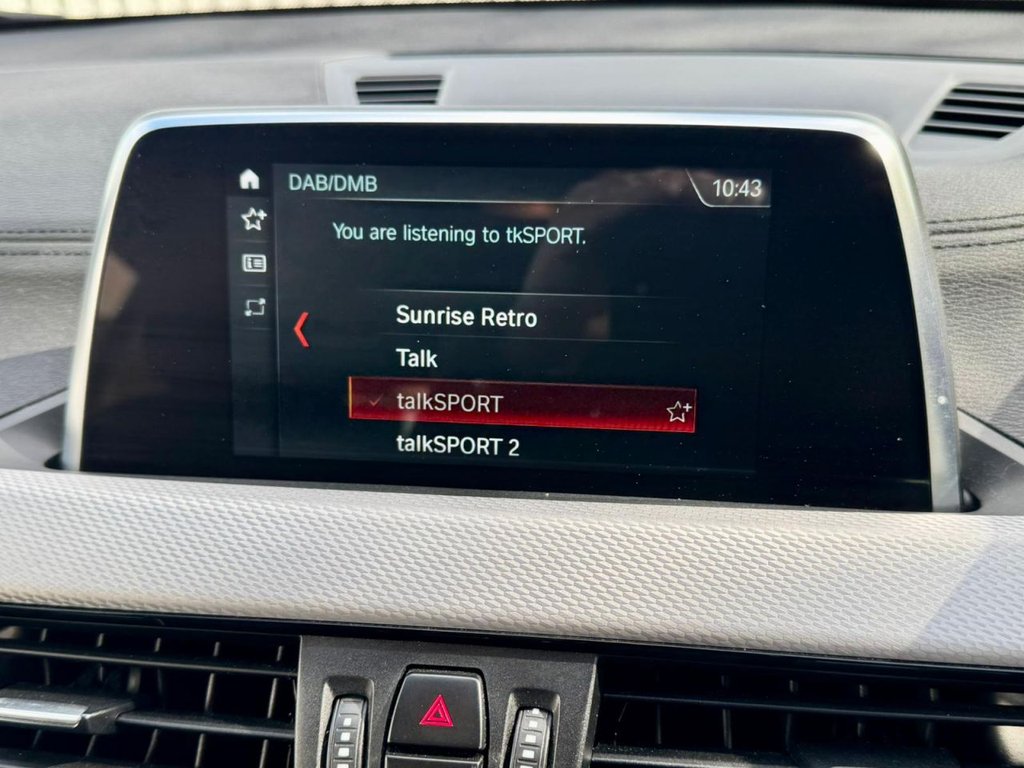 DAB/DMB
10:43
You are listening to tkSPORT.
Sunrise Retro
Talk
talkSPORT
talkSPORT 2